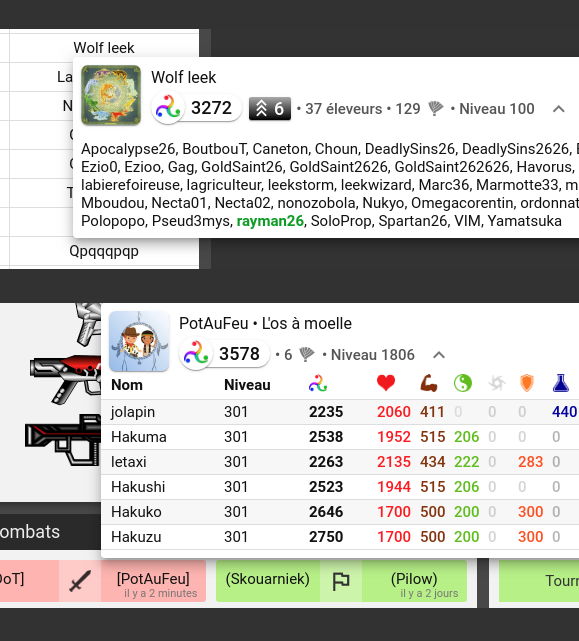 Wolf leek
La
N
Qpqqqpqp
Wolf leek
3272 6 • 37 éleveurs • 129 • Niveau 100
Apocalypse26, BoutbouT, Caneton, Choun, DeadlySins26, DeadlySins2626,
Ezio0, Ezioo, Gag, GoldSaint26, GoldSaint2626, GoldSaint262626, Havorus,
labierefoireuse, lagriculteur, leekstorm, leekwizard, Marc36, Marmotte33, m
Mboudou, Necta01, Necta02, nonozobola, Nukyo, Omegacorentin, ordonnat
Polopopo, Pseud3mys, rayman26, SoloProp, Spartan26, VIM, Yamatsuka
PotAuFeu • L'os à moelle
3578 • 6 • Niveau 1806
Nom Niveau
jolapin 301 2235 2060 411 0 0 0 440
Hakuma 301 2538 1952 515 206 0 0 0
letaxi 301 2263 2135 434 222 0 283 0
Hakushi 301 2523 1944 515 206 0 0 0
Hakuko 301 2646 1700 500 200 0 300 0
Hakuzu 301 2750 1700 500 200 0 300 0
ombats
oT] [PotAuFeu] (Skouarniek) (Pilow) Tourn
il y a 2 minutes il y a 2 jours